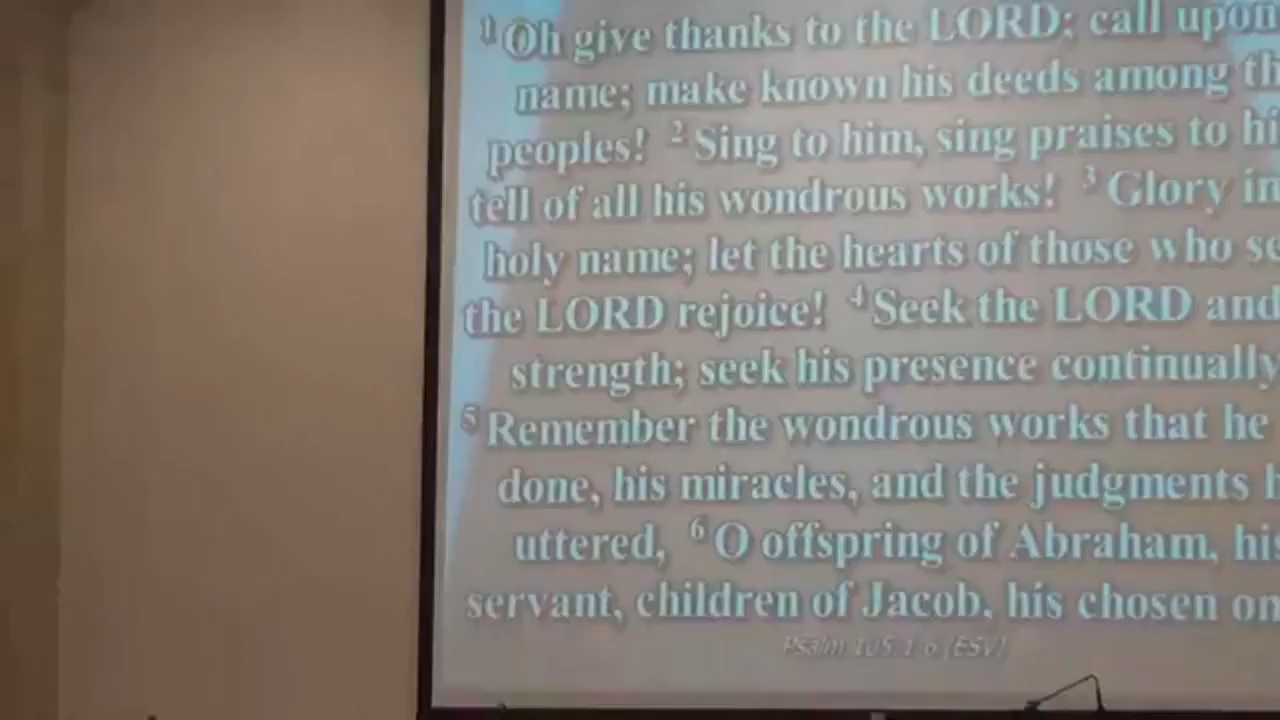 1 Oh give thanks to the LORD; call upon
name; make known his deeds among th
peoples! 2 Sing to him, sing praises to hi
tell of all his wondrous works! 3 Glory in
holy name; let the hearts of those who se
the LORD rejoice! 4 Seek the LORD and
strength; seek his presence continually
5 Remember the wondrous works that he
done, his miracles, and the judgments h
uttered, 6 O offspring of Abraham, his
servant, children of Jacob, his chosen on
Psalm 105:1-6 (ESV)